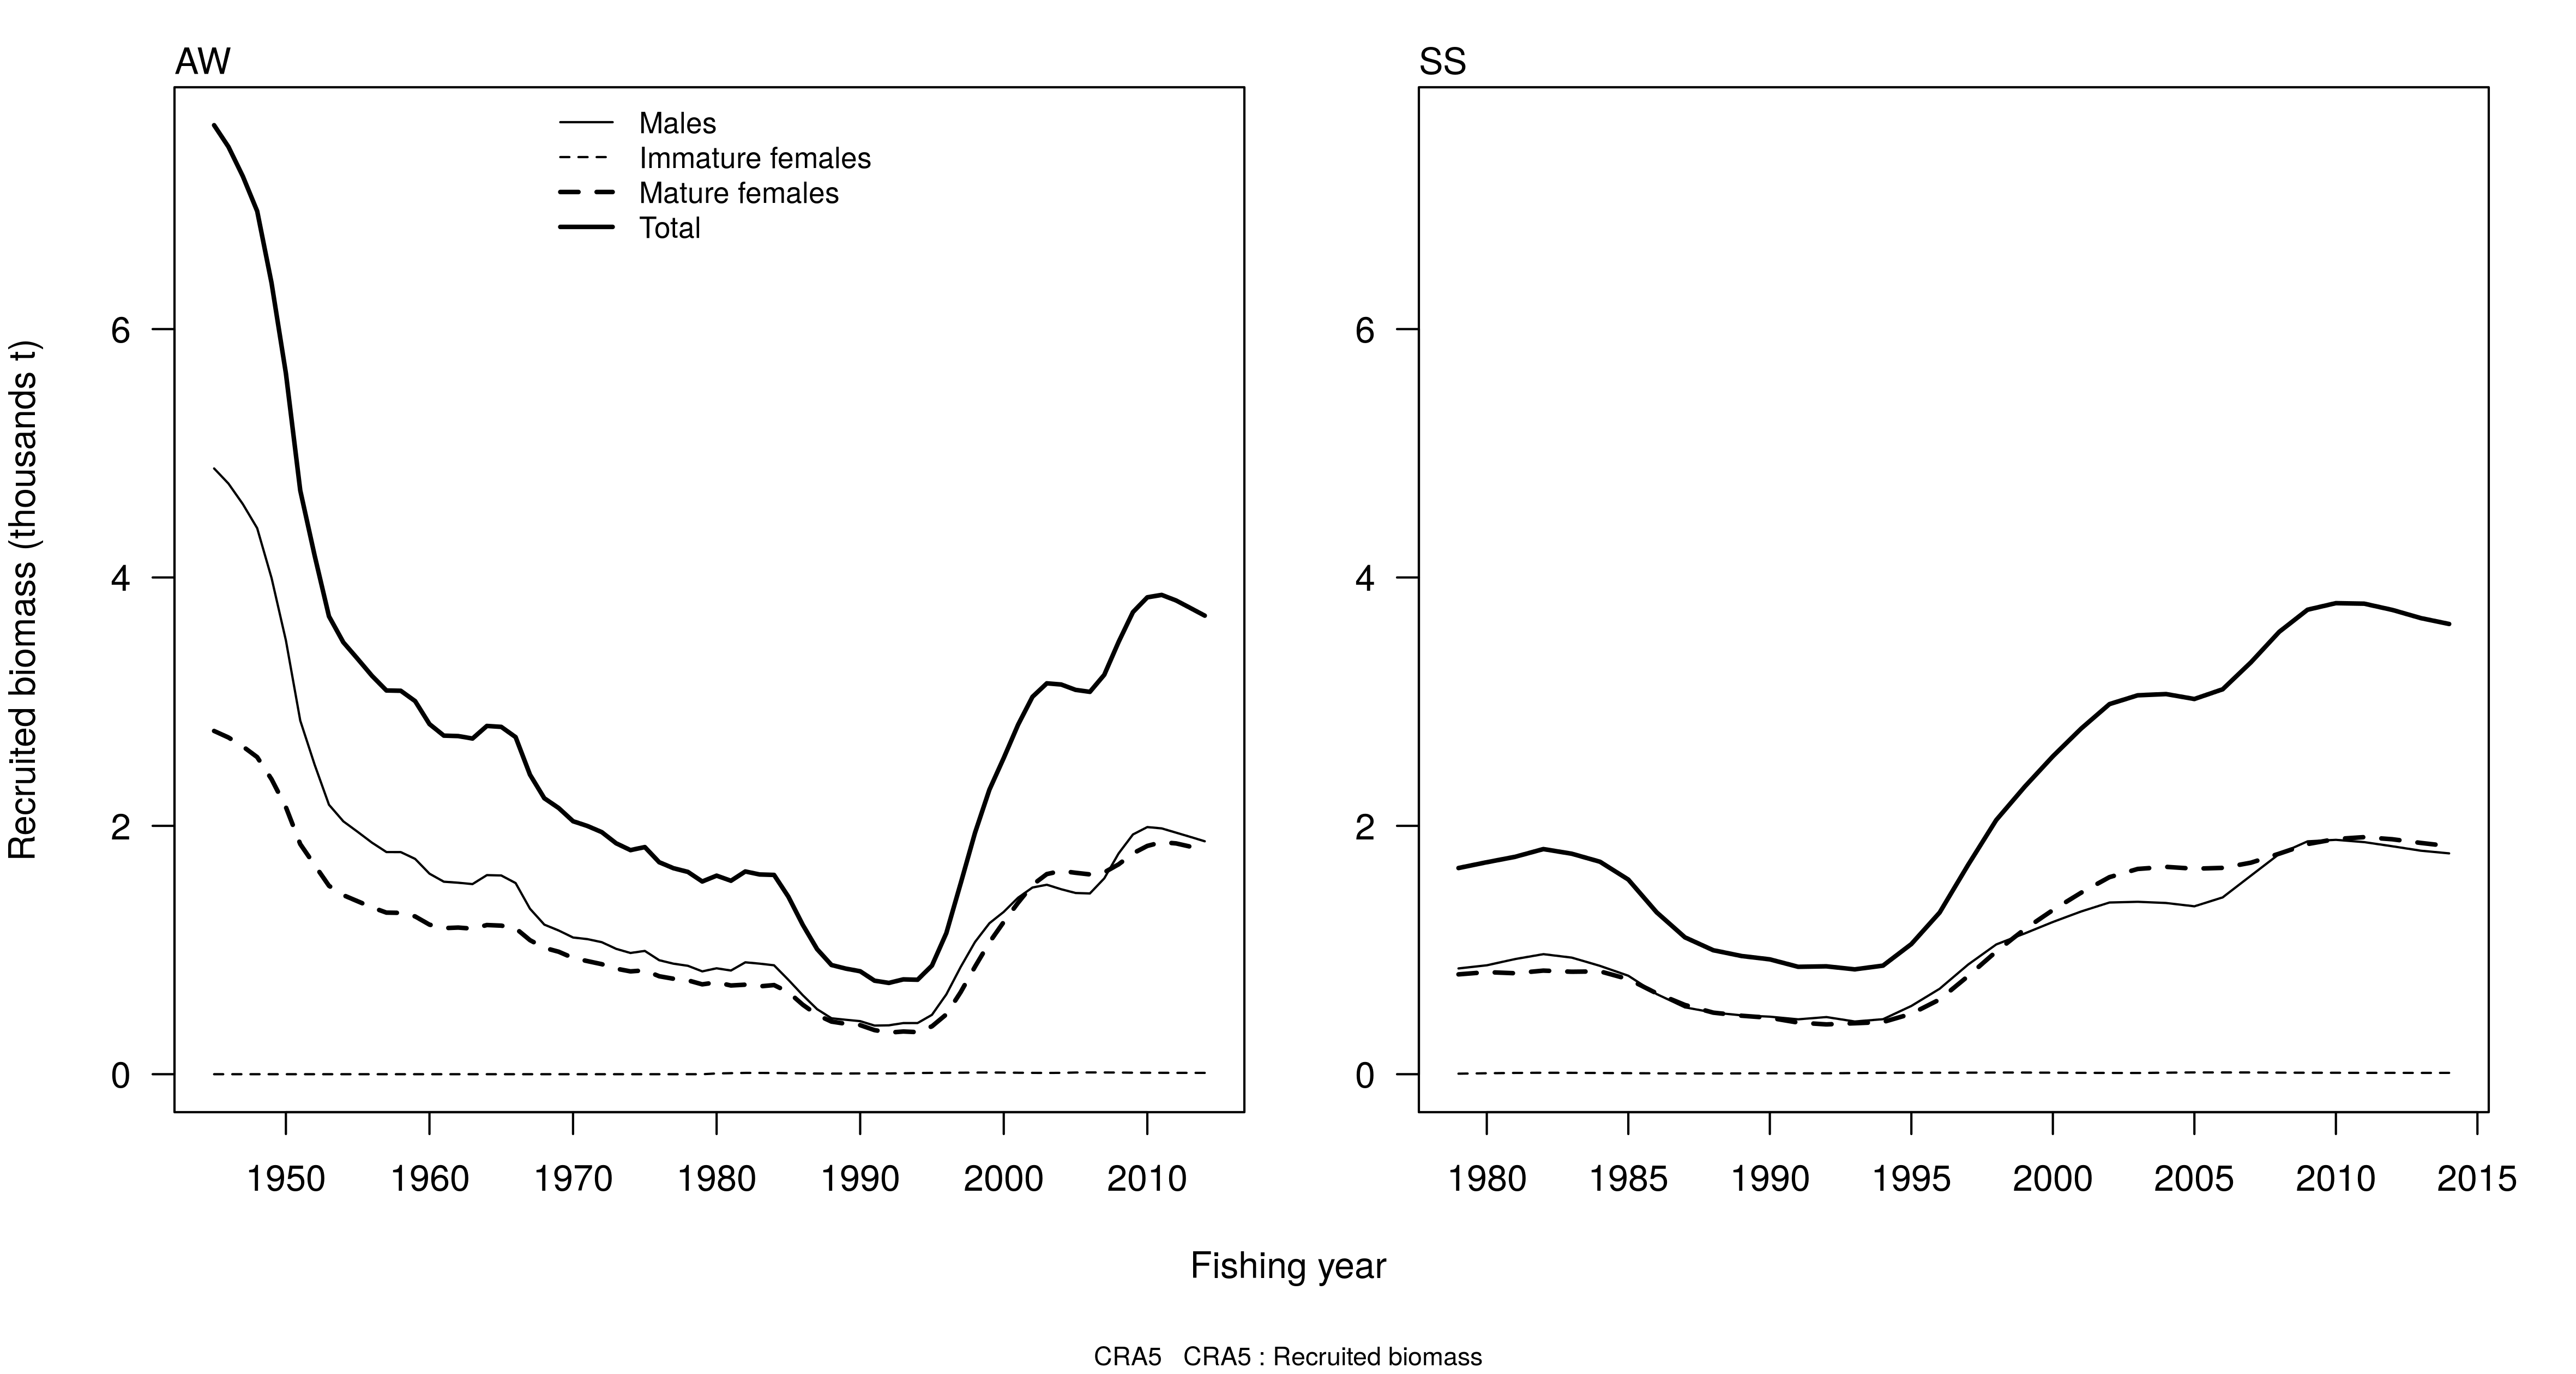 AW
SS
Males
Immature females
Mature females
Total
Recruited biomass (thousands t)
6
4
2
0
6
4
2
0
1950 1960 1970 1980 1990 2000 2010
1980 1985 1990 1995 2000 2005 2010 2015
Fishing year
CRA5 CRA5 : Recruited biomass